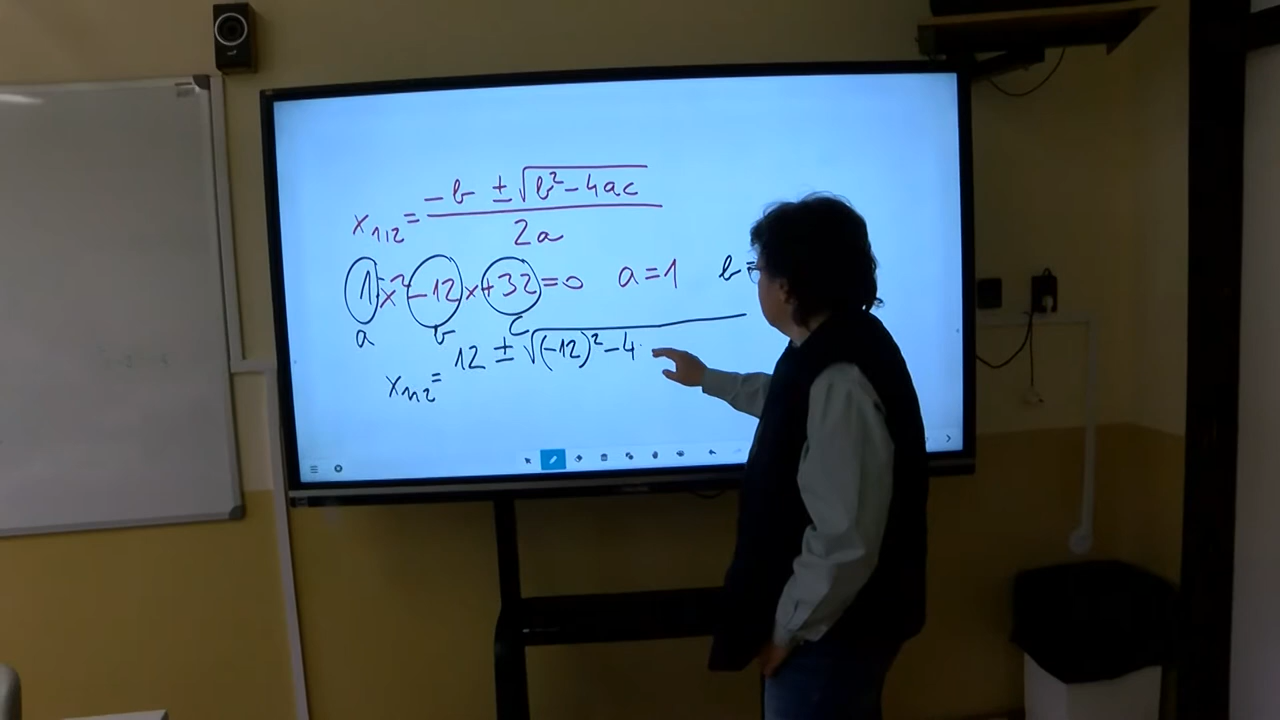 x₁,₂ = (-b ± √(b² - 4ac)) / 2a
1x² - 12x + 32 = 0 a = 1 b =
a b c
x₁,₂ = 12 ± √((-12)² - 4 ·